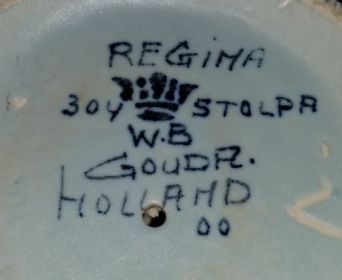 REGINA
304 STOLPA
W.B
GOUDA.
HOLLAND
00